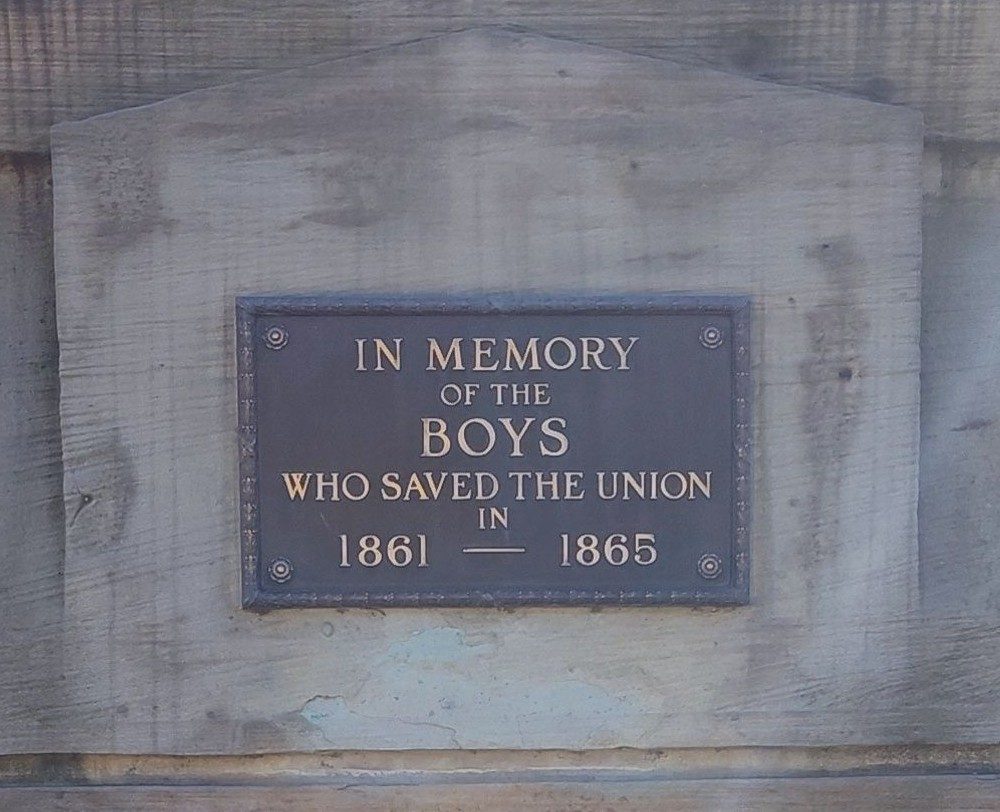 IN MEMORY
OF THE
BOYS
WHO SAVED THE UNION
IN
1861 — 1865